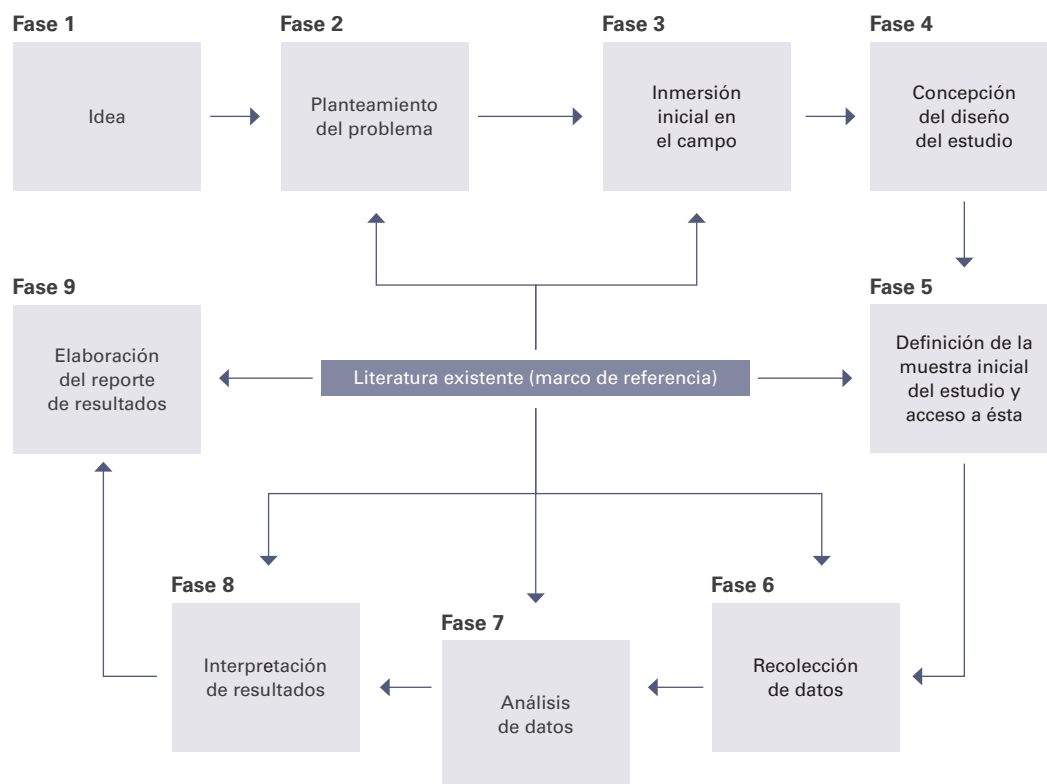 Fase 1
Idea
Fase 2
Planteamiento
del problema
Fase 3
Inmersión
inicial en
el campo
Fase 4
Concepción
del diseño
del estudio
Fase 5
Definición de la
muestra inicial
del estudio y
acceso a ésta
Literatura existente (marco de referencia)
Fase 6
Recolección
de datos
Fase 7
Análisis
de datos
Fase 8
Interpretación
de resultados
Fase 9
Elaboración
del reporte
de resultados